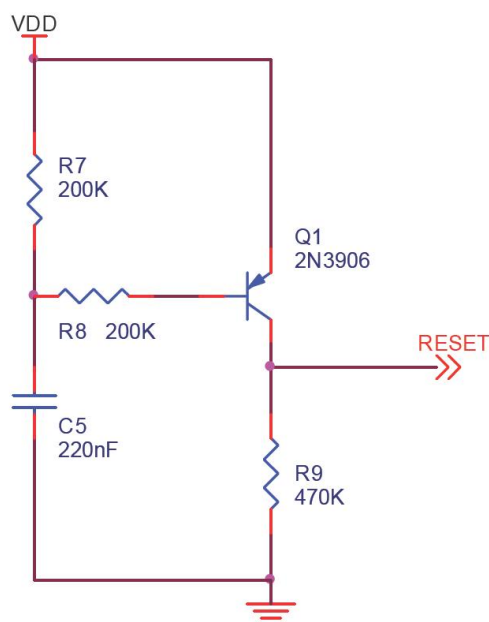 VDD
R7
200K
Q1
2N3906
R8 200K
RESET
C5
220nF
R9
470K